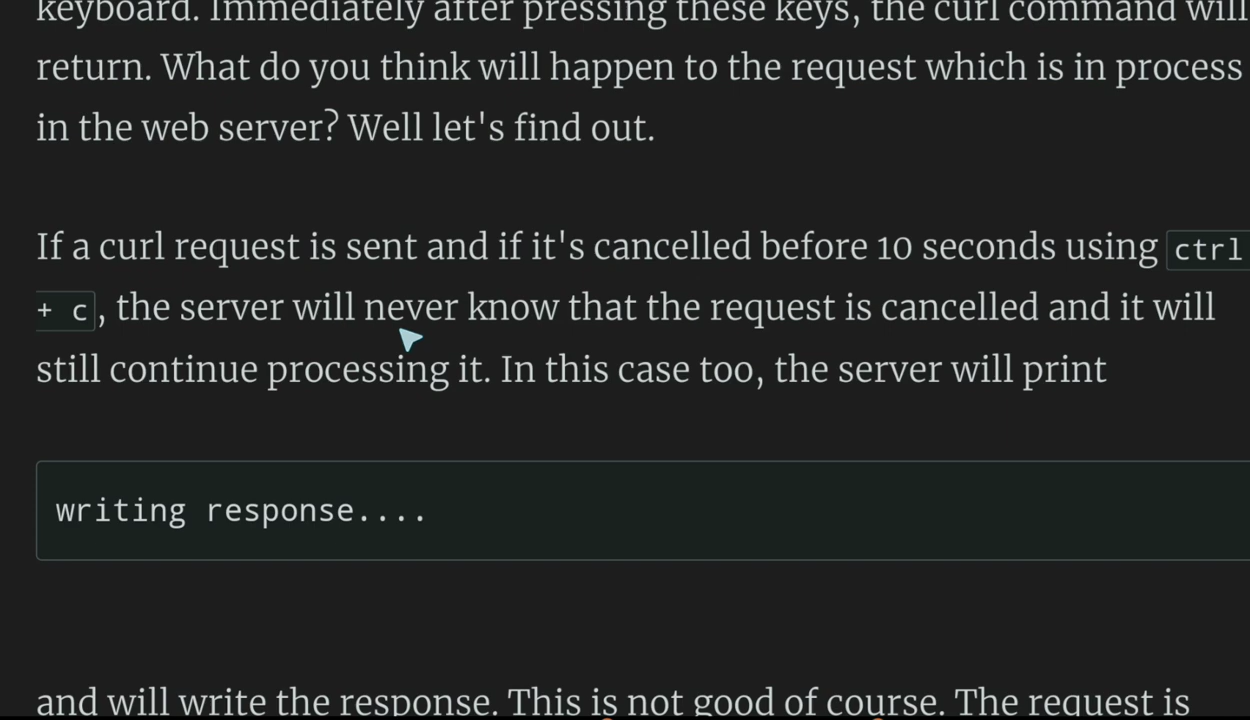 keyboard. Immediately after pressing these keys, the curl command will
return. What do you think will happen to the request which is in process
in the web server? Well let's find out.
If a curl request is sent and if it's cancelled before 10 seconds using ctrl
+ c, the server will never know that the request is cancelled and it will
still continue processing it. In this case too, the server will print
writing response....
and will write the response. This is not good of course. The request is